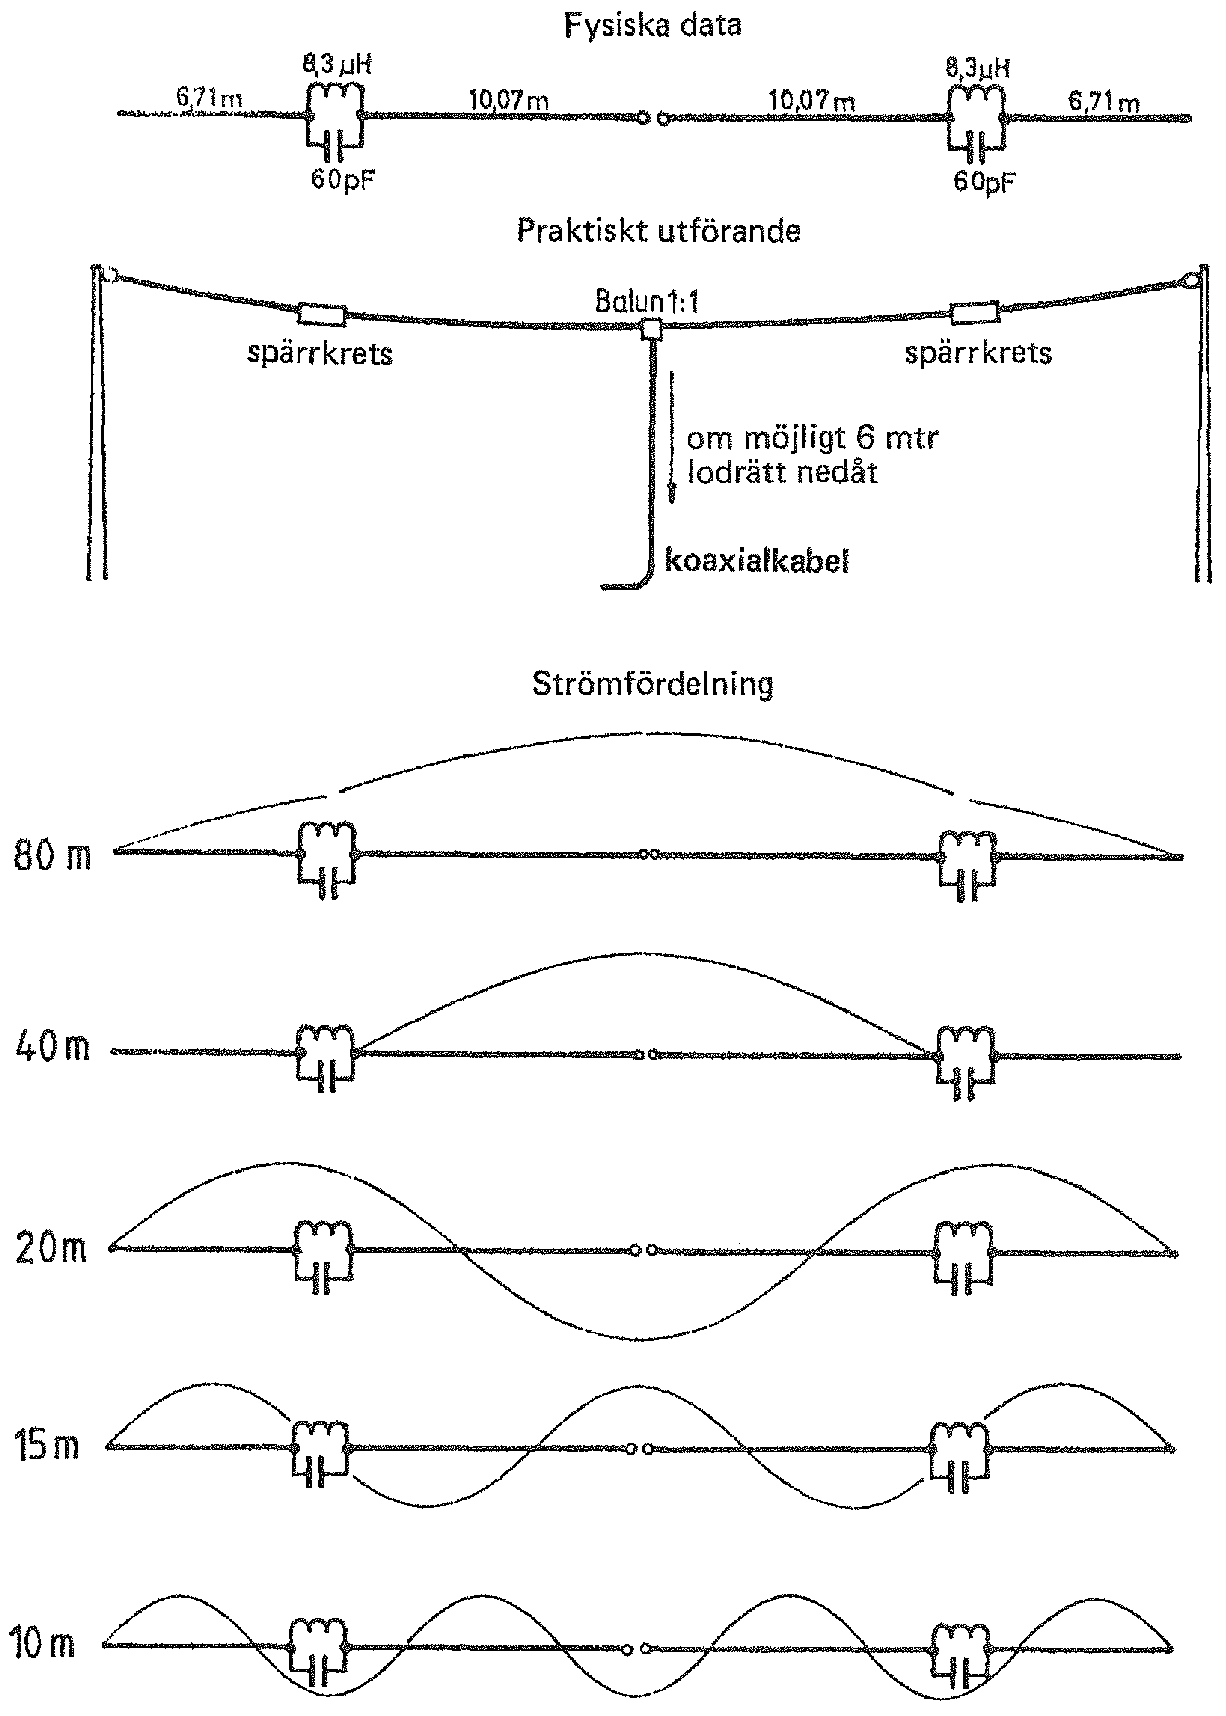 Fysiska data
8,3 µH
8,3 µH
6,71 m
10,07 m
10,07 m
6,71 m
60pF
60pF
Praktiskt utförande
Balun 1:1
spärrkrets
spärrkrets
om möjligt 6 mtr
lodrätt nedåt
koaxialkabel
Strömfördelning
80 m
40 m
20 m
15 m
10 m